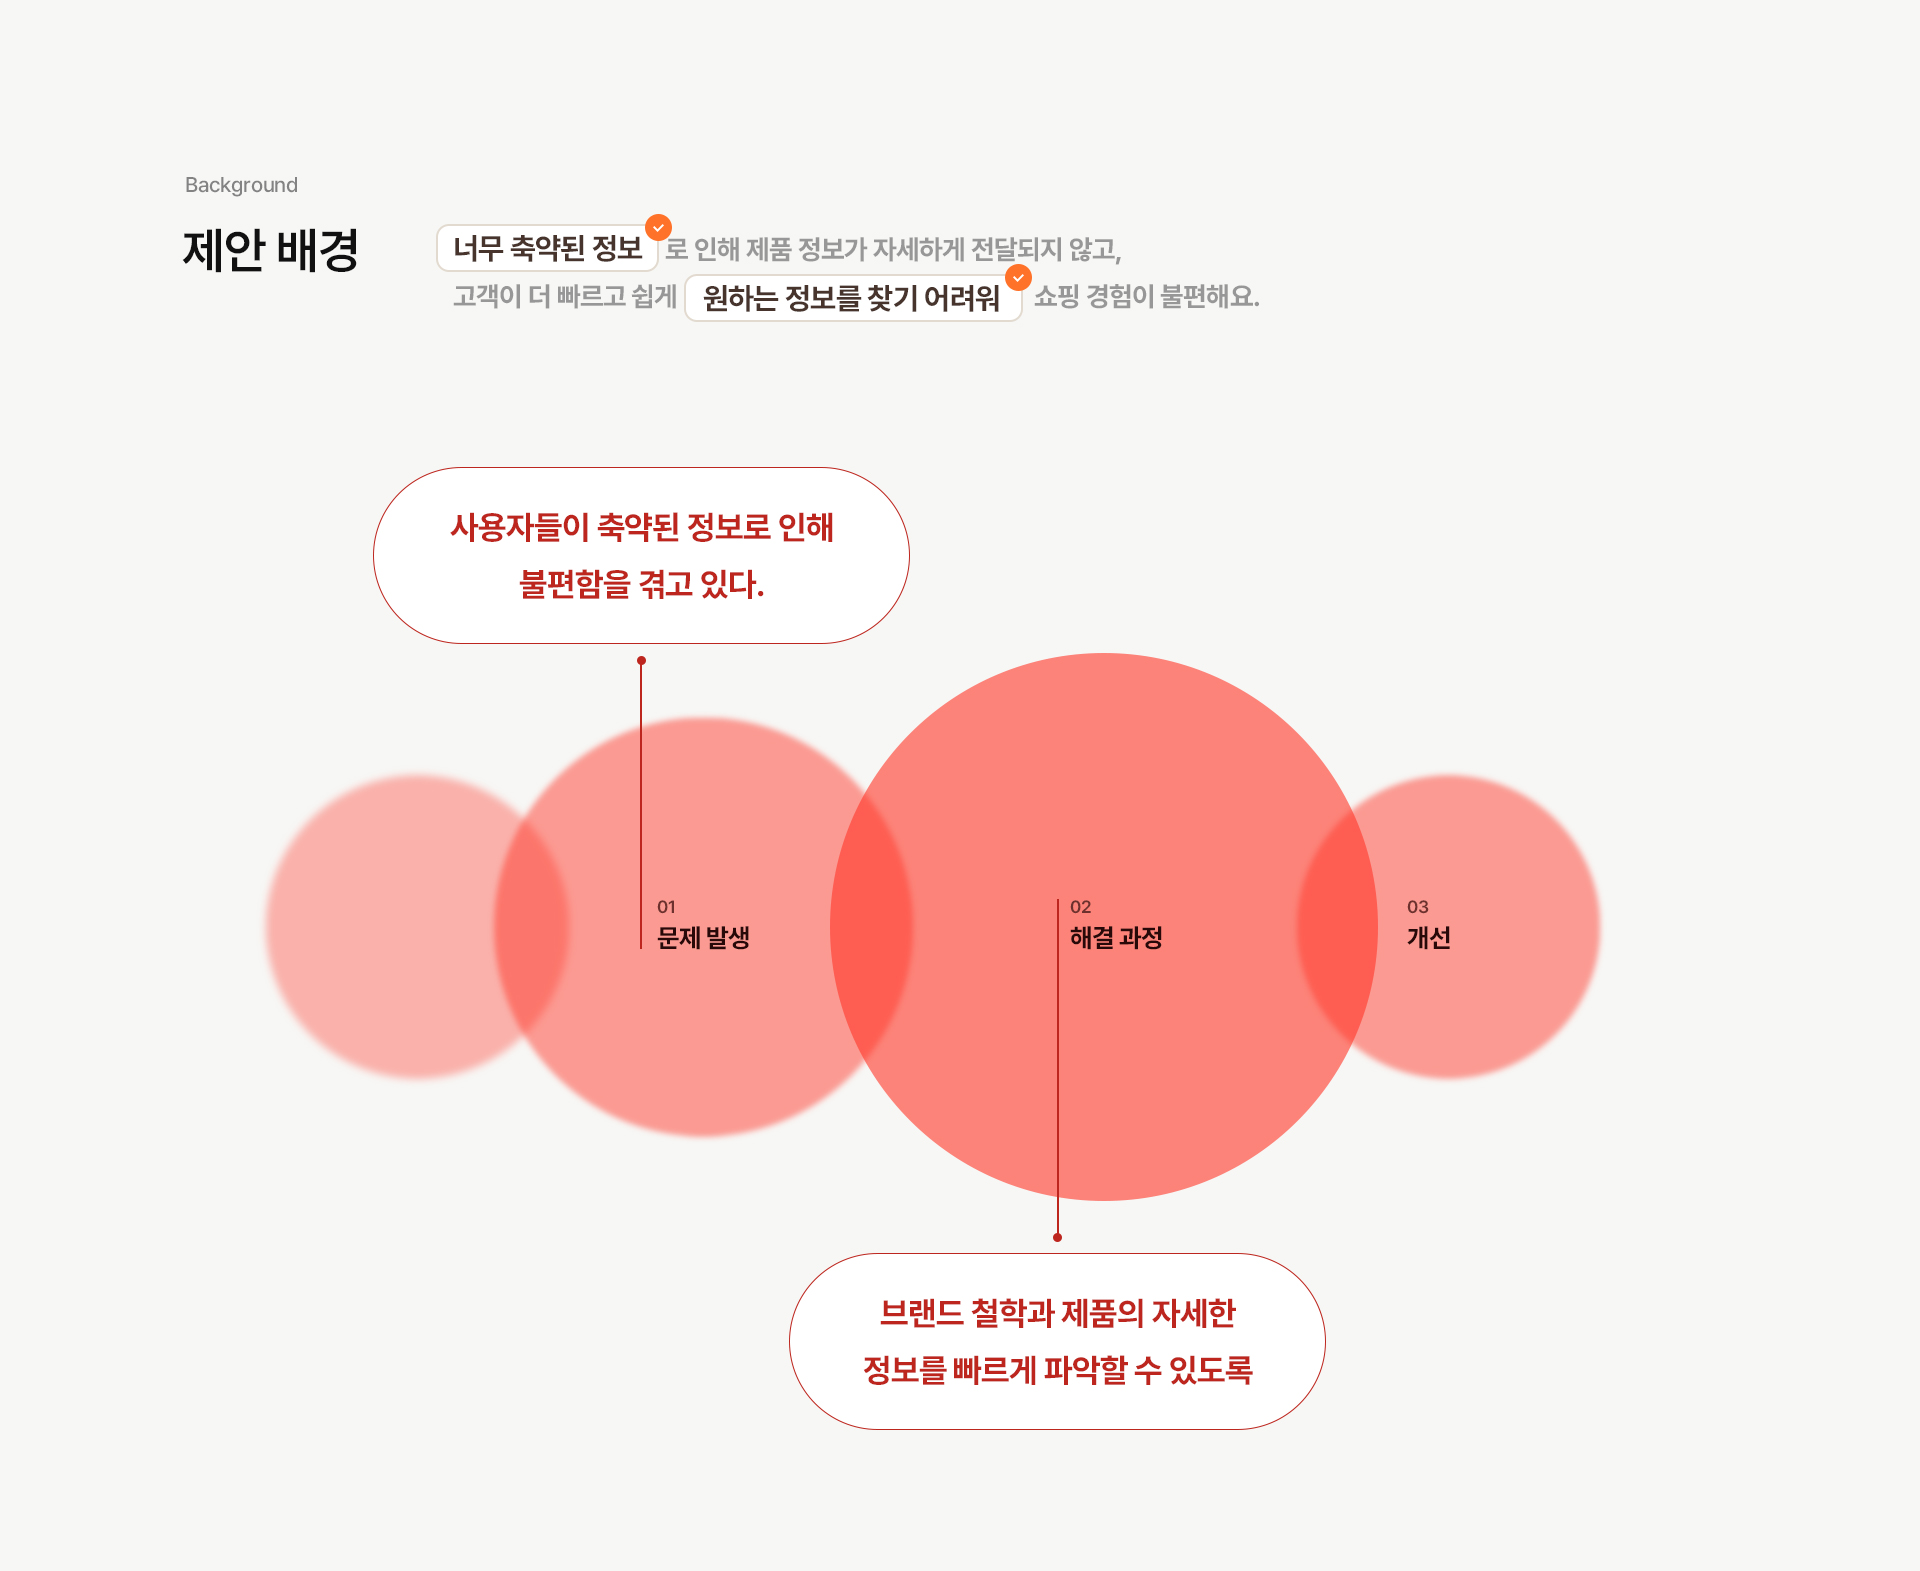 Background
제안 배경
너무 축약된 정보로 인해 제품 정보가 자세하게 전달되지 않고,
고객이 더 빠르고 쉽게 원하는 정보를 찾기 어려워 쇼핑 경험이 불편해요.
사용자들이 축약된 정보로 인해
불편함을 겪고 있다.
01
문제 발생
02
해결 과정
03
개선
브랜드 철학과 제품의 자세한
정보를 빠르게 파악할 수 있도록